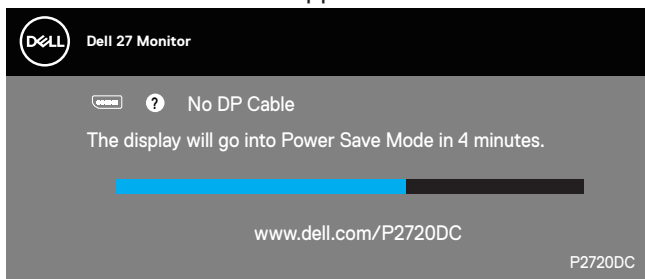 DELL
Dell 27 Monitor
? No DP Cable
The display will go into Power Save Mode in 4 minutes.
www.dell.com/P2720DC
P2720DC